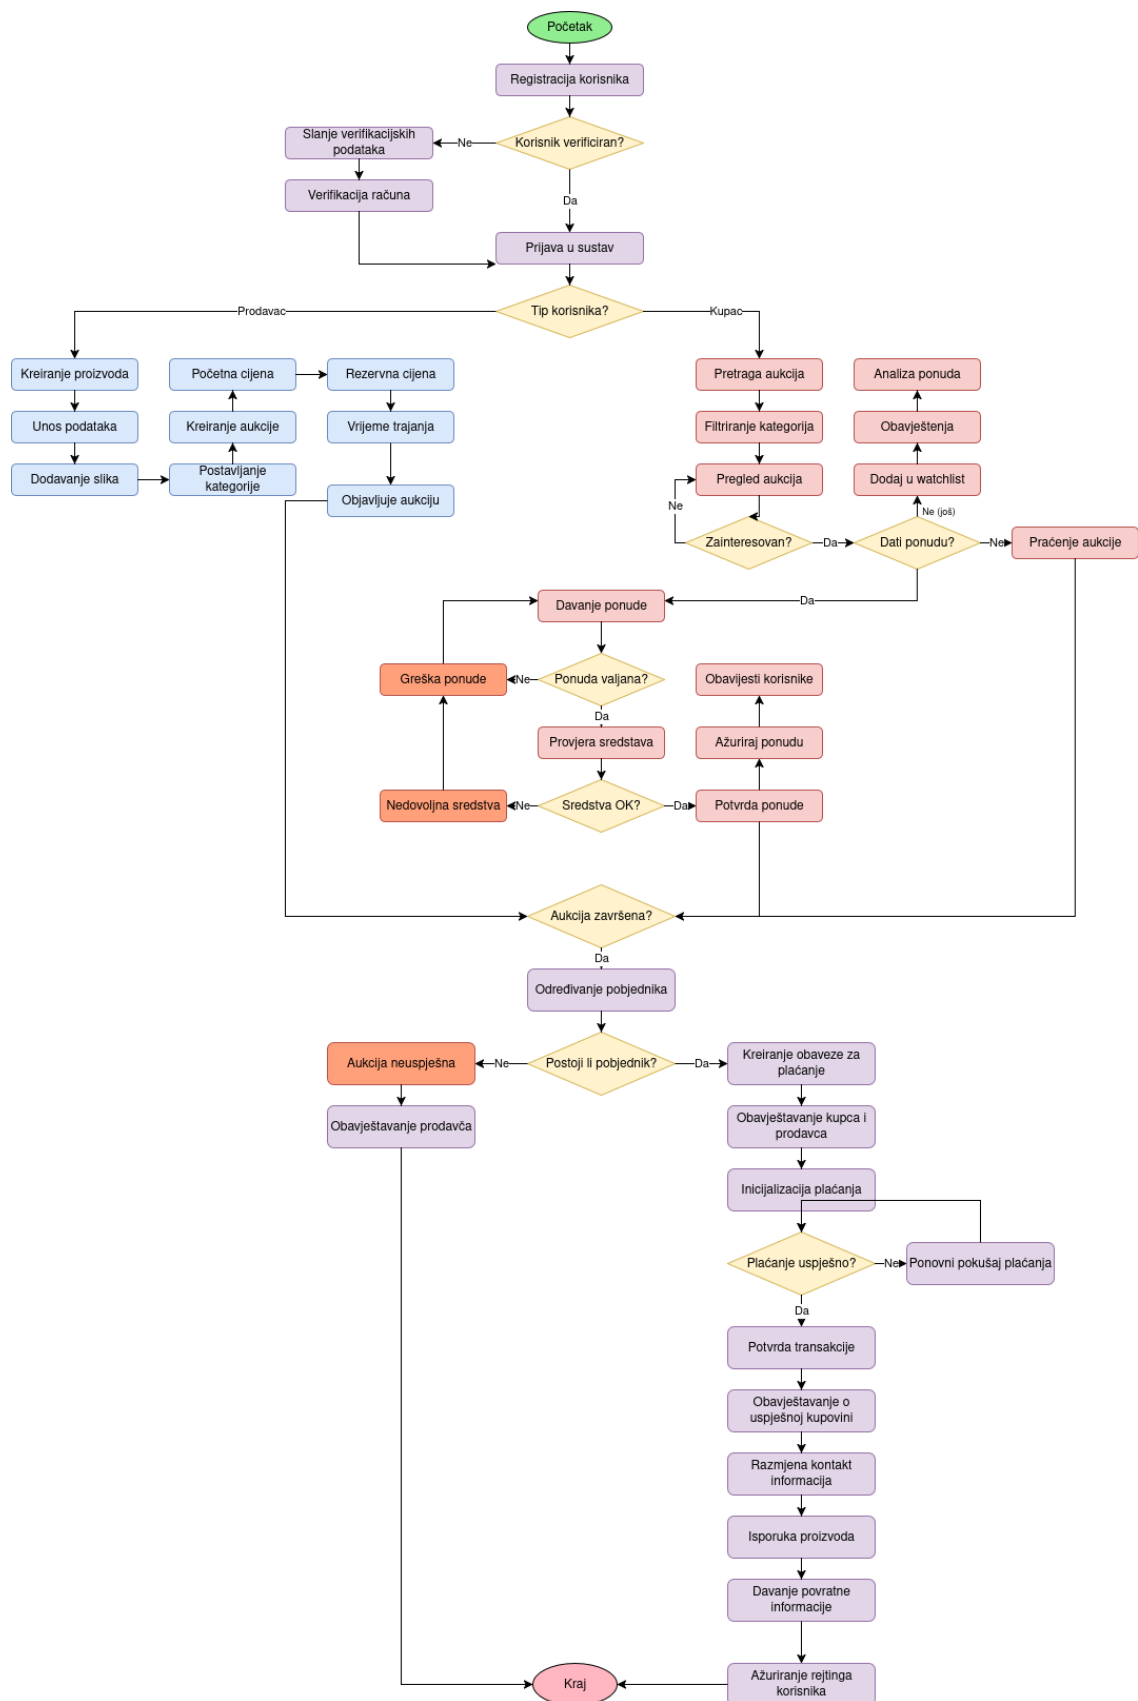 Početak
Registracija korisnika
Korisnik verificiran?
Ne
Slanje verifikacijskih
podataka
Verifikacija računa
Da
Prijava u sustav
Tip korisnika?
Prodavac
Kupac
Kreiranje proizvoda
Početna cijena
Rezervna cijena
Unos podataka
Kreiranje aukcije
Vrijeme trajanja
Dodavanje slika
Postavljanje
kategorije
Objavljuje aukciju
Pretraga aukcija
Analiza ponuda
Filtriranje kategorija
Obavještenja
Pregled aukcija
Dodaj u watchlist
Ne
Ne (još)
Zainteresovan?
Da
Dati ponudu?
Ne
Praćenje aukcije
Da
Davanje ponude
Greška ponude
Ne
Ponuda valjana?
Obavijesti korisnike
Da
Provjera sredstava
Ažuriraj ponudu
Nedovoljna sredstva
Ne
Sredstva OK?
Da
Potvrda ponude
Aukcija završena?
Da
Određivanje pobjednika
Aukcija neuspješna
Ne
Postoji li pobjednik?
Da
Kreiranje obaveze za
plaćanje
Obavještavanje prodavča
Obavještavanje kupca i
prodavca
Inicijalizacija plaćanja
Plaćanje uspješno?
Ne
Ponovni pokušaj plaćanja
Da
Potvrda transakcije
Obavještavanje o
uspješnoj kupovini
Razmjena kontakt
informacija
Isporuka proizvoda
Davanje povratne
informacije
Kraj
Ažuriranje rejtinga
korisnika